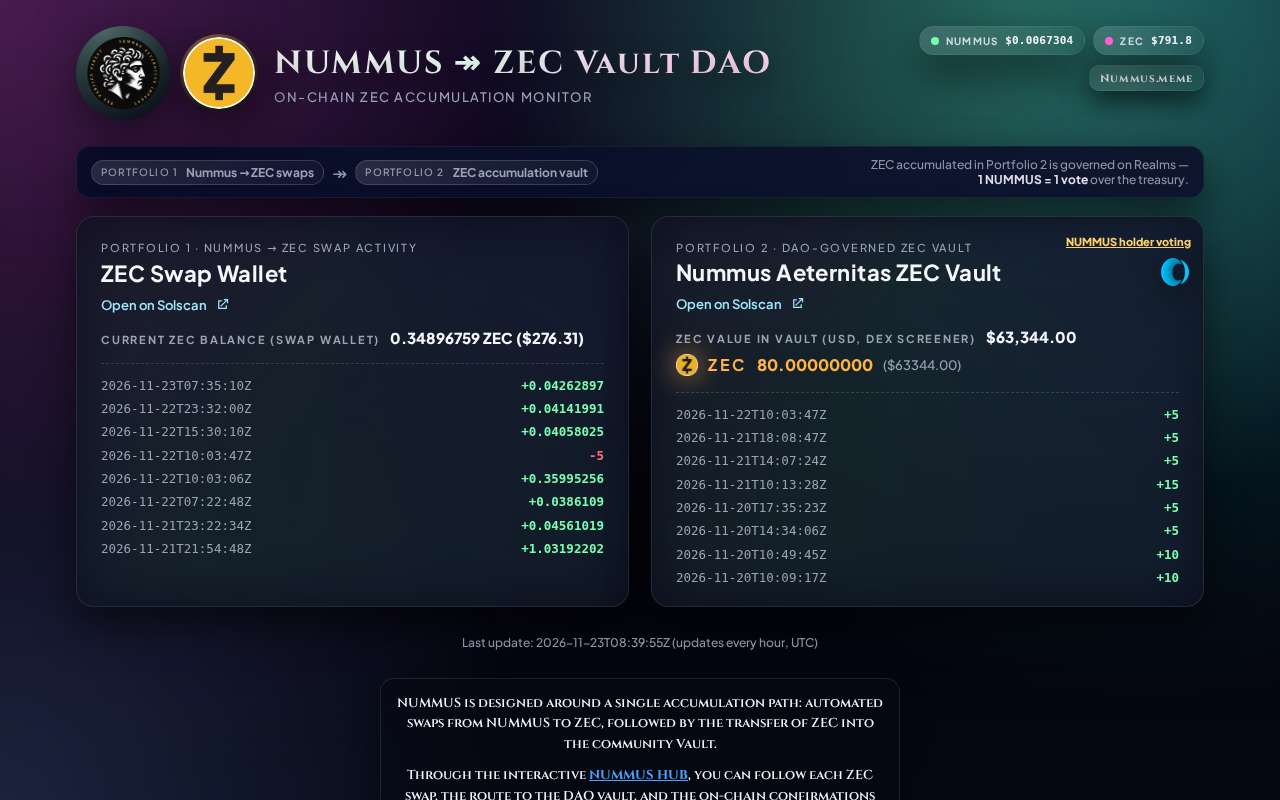 NUMMUS ↠ ZEC VAULT DAO
ON-CHAIN ZEC ACCUMULATION MONITOR
NUMMUS $0.0067304
ZEC $791.8
NUMMUS.MEME
PORTFOLIO 1 Nummus → ZEC swaps ↠ PORTFOLIO 2 ZEC accumulation vault
ZEC accumulated in Portfolio 2 is governed on Realms —
1 NUMMUS = 1 vote over the treasury.
PORTFOLIO 1 · NUMMUS → ZEC SWAP ACTIVITY
ZEC Swap Wallet
Open on Solscan
CURRENT ZEC BALANCE (SWAP WALLET) 0.34896759 ZEC ($276.31)
2026-11-23T07:35:10Z +0.04262897
2026-11-22T23:32:00Z +0.04141991
2026-11-22T15:30:10Z +0.04058025
2026-11-22T10:03:47Z -5
2026-11-22T10:03:06Z +0.35995256
2026-11-22T07:22:48Z +0.0386109
2026-11-21T23:22:34Z +0.04561019
2026-11-21T21:54:48Z +1.03192202
PORTFOLIO 2 · DAO-GOVERNED ZEC VAULT
NUMMUS holder voting
Nummus Aeternitas ZEC Vault
Open on Solscan
ZEC VALUE IN VAULT (USD, DEX SCREENER) $63,344.00
ZEC 80.00000000 ($63344.00)
2026-11-22T10:03:47Z +5
2026-11-21T18:08:47Z +5
2026-11-21T14:07:24Z +5
2026-11-21T10:13:28Z +15
2026-11-20T17:35:23Z +5
2026-11-20T14:34:06Z +5
2026-11-20T10:49:45Z +10
2026-11-20T10:09:17Z +10
Last update: 2026-11-23T08:39:55Z (updates every hour, UTC)
NUMMUS IS DESIGNED AROUND A SINGLE ACCUMULATION PATH: AUTOMATED
SWAPS FROM NUMMUS TO ZEC, FOLLOWED BY THE TRANSFER OF ZEC INTO
THE COMMUNITY VAULT.
THROUGH THE INTERACTIVE NUMMUS HUB, YOU CAN FOLLOW EACH ZEC
SWAP, THE ROUTE TO THE DAO VAULT, AND THE ON-CHAIN CONFIRMATIONS